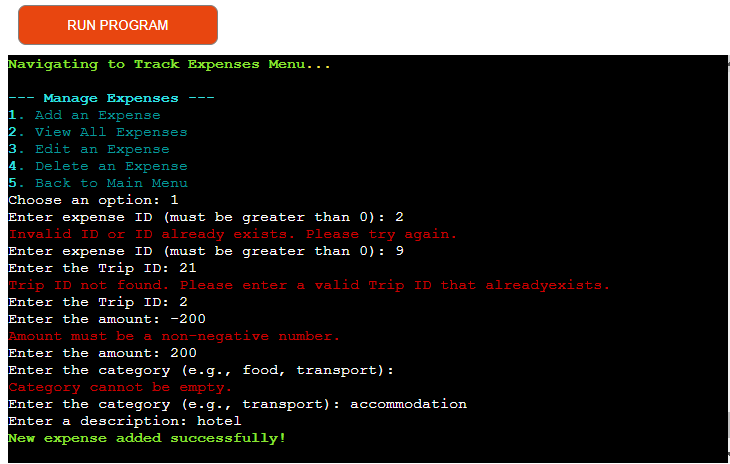 RUN PROGRAM
Navigating to Track Expenses Menu...
--- Manage Expenses ---
1. Add an Expense
2. View All Expenses
3. Edit an Expense
4. Delete an Expense
5. Back to Main Menu
Choose an option: 1
Enter expense ID (must be greater than 0): 2
Invalid ID or ID already exists. Please try again.
Enter expense ID (must be greater than 0): 9
Enter the Trip ID: 21
Trip ID not found. Please enter a valid Trip ID that alreadyexists.
Enter the Trip ID: 2
Enter the amount: -200
Amount must be a non-negative number.
Enter the amount: 200
Enter the category (e.g., food, transport):
Category cannot be empty.
Enter the category (e.g., transport): accommodation
Enter a description: hotel
New expense added successfully!